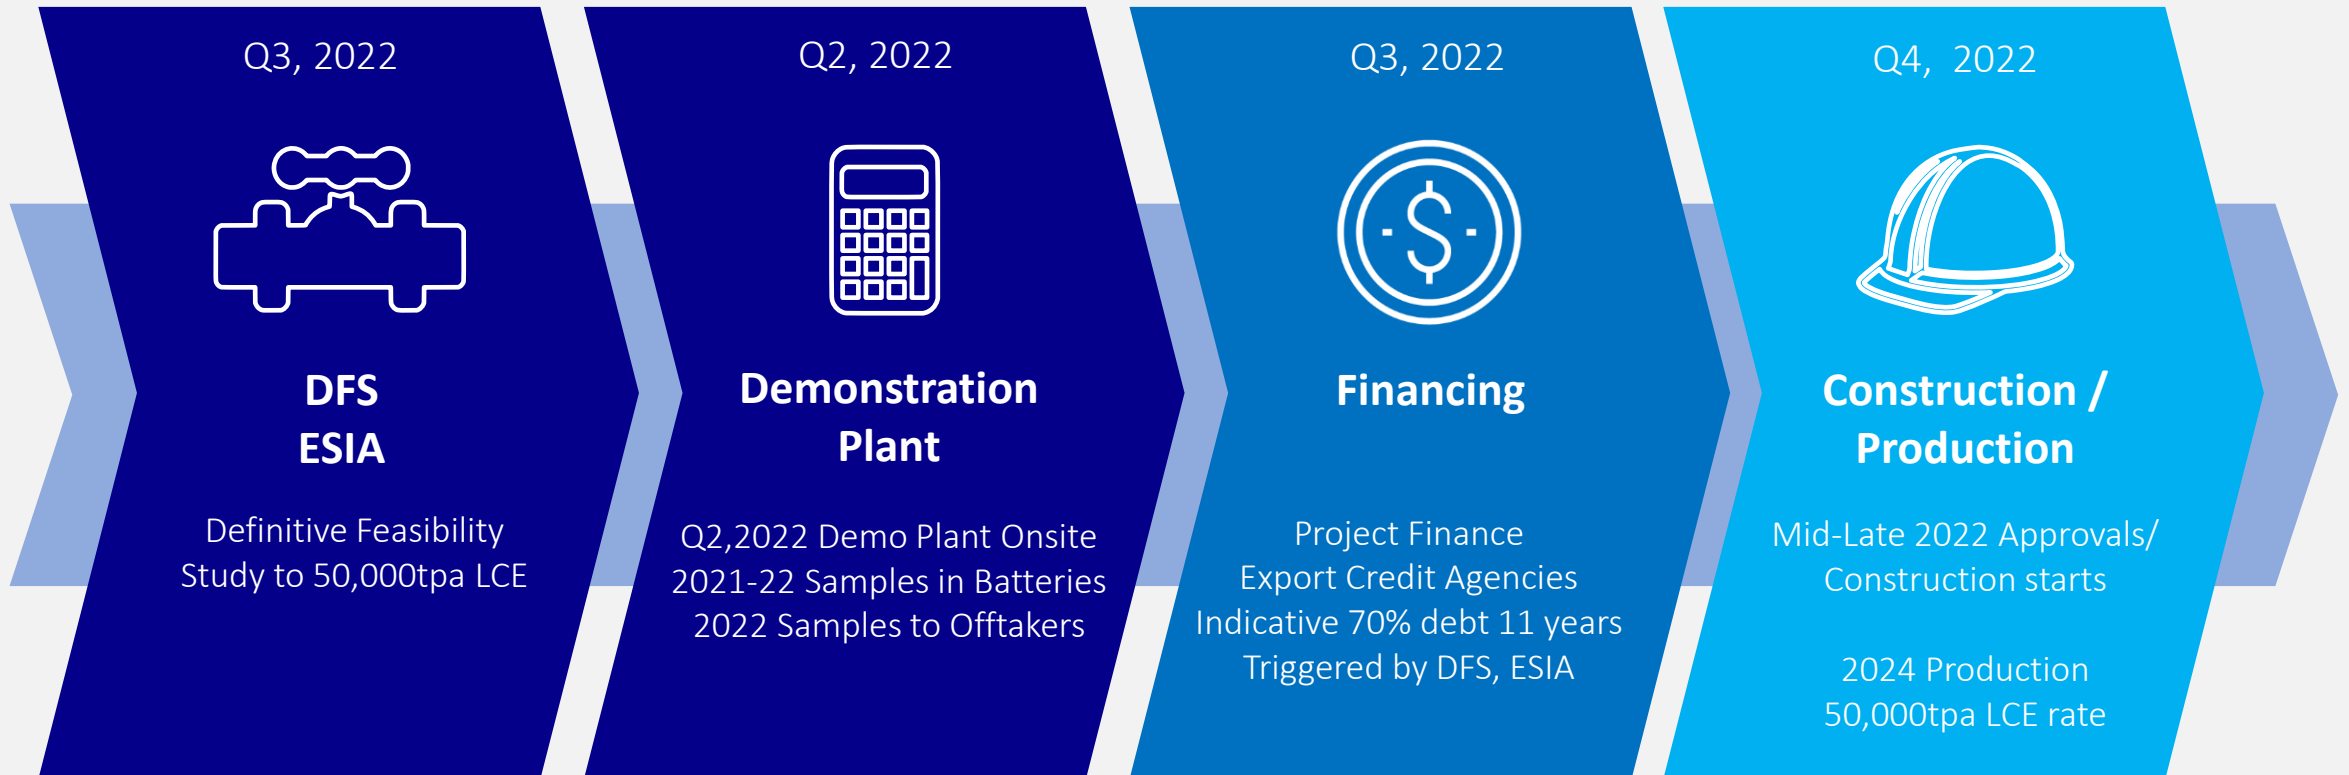 Q3, 2022
DFS
ESIA
Definitive Feasibility
Study to 50,000tpa LCE
Q2, 2022
Demonstration
Plant
Q2,2022 Demo Plant Onsite
2021-22 Samples in Batteries
2022 Samples to Offtakers
Q3, 2022
Financing
Project Finance
Export Credit Agencies
Indicative 70% debt 11 years
Triggered by DFS, ESIA
Q4,  2022
Construction /
Production
Mid-Late 2022 Approvals/
Construction starts
2024 Production
50,000tpa LCE rate